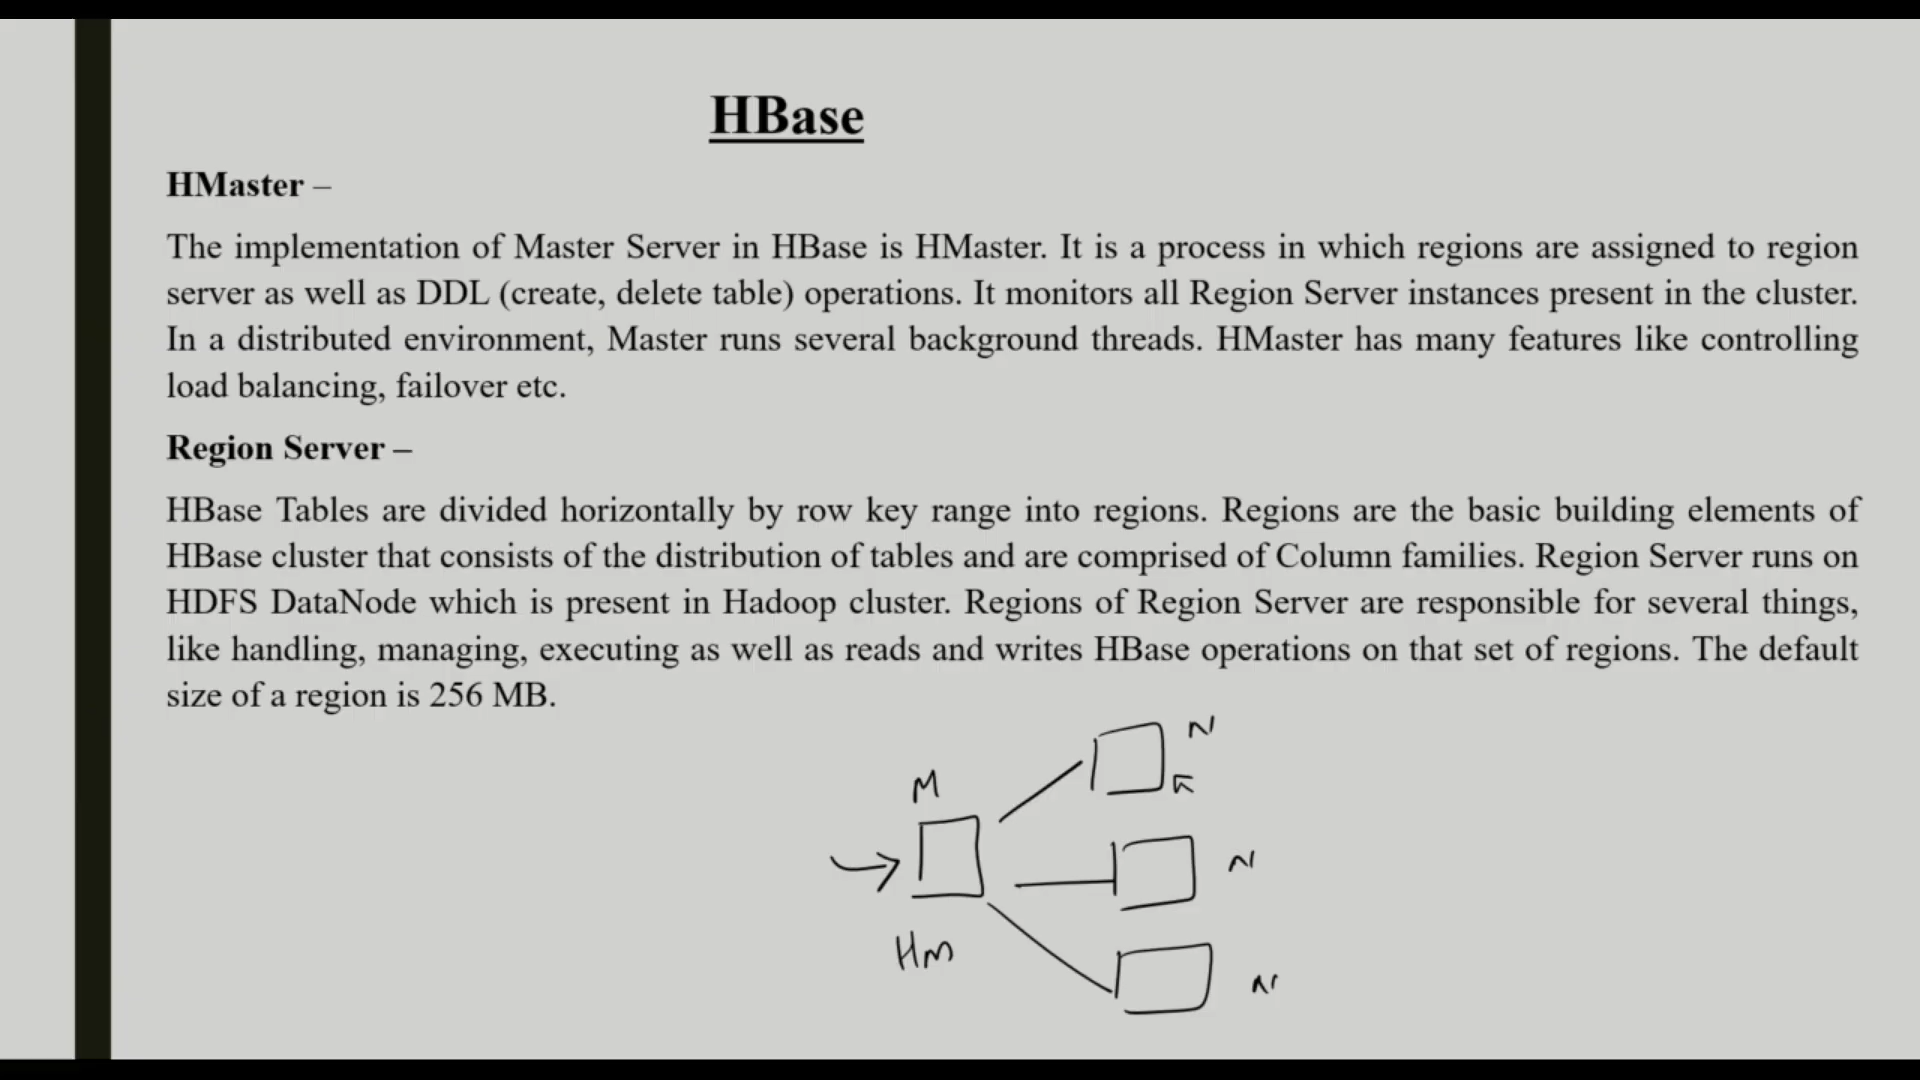 HBase
HMaster –
The implementation of Master Server in HBase is HMaster. It is a process in which regions are assigned to region
server as well as DDL (create, delete table) operations. It monitors all Region Server instances present in the cluster.
In a distributed environment, Master runs several background threads. HMaster has many features like controlling
load balancing, failover etc.
Region Server –
HBase Tables are divided horizontally by row key range into regions. Regions are the basic building elements of
HBase cluster that consists of the distribution of tables and are comprised of Column families. Region Server runs on
HDFS DataNode which is present in Hadoop cluster. Regions of Region Server are responsible for several things,
like handling, managing, executing as well as reads and writes HBase operations on that set of regions. The default
size of a region is 256 MB.
N
M
N
Hm
N